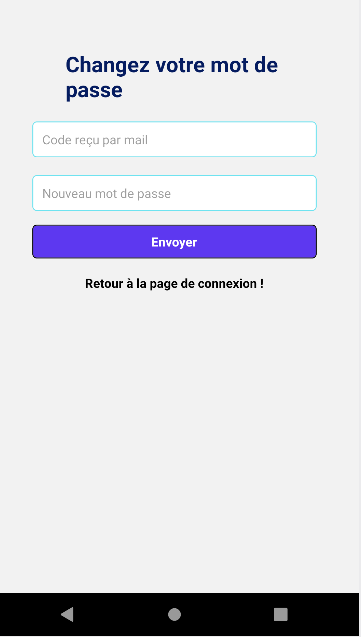 Changez votre mot de
passe
Code reçu par mail
Nouveau mot de passe
Envoyer
Retour à la page de connexion !